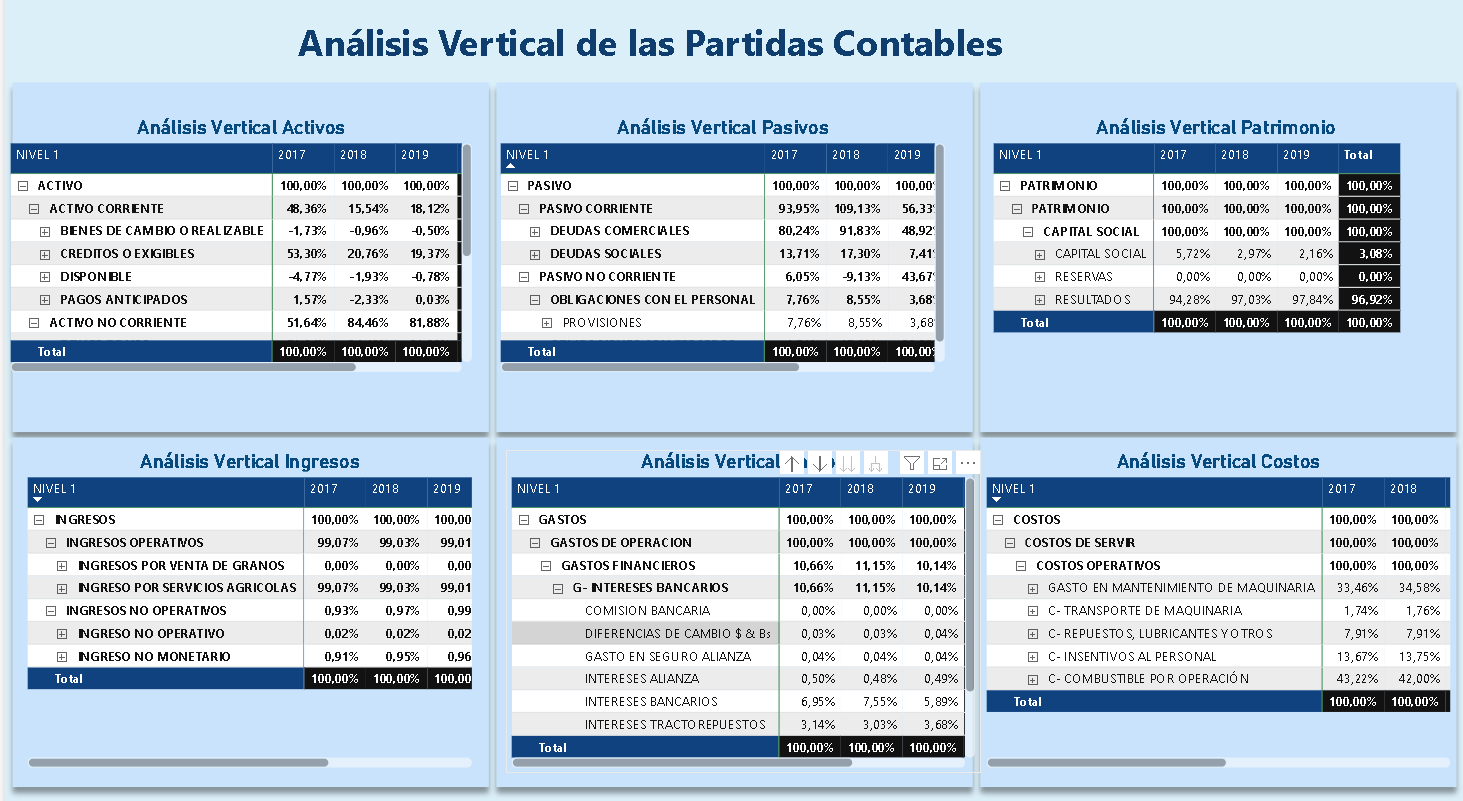 Análisis Vertical de las Partidas Contables
Análisis Vertical Activos
NIVEL 1 2017 2018 2019
ACTIVO 100,00% 100,00% 100,00%
ACTIVO CORRIENTE 48,36% 15,54% 18,12%
BIENES DE CAMBIO O REALIZABLE -1,73% -0,96% -0,50%
CREDITOS O EXIGIBLES 53,30% 20,76% 19,37%
DISPONIBLE -4,77% -1,93% -0,78%
PAGOS ANTICIPADOS 1,57% -2,33% 0,03%
ACTIVO NO CORRIENTE 51,64% 84,46% 81,88%
Total 100,00% 100,00% 100,00%
Análisis Vertical Pasivos
NIVEL 1 2017 2018 2019
PASIVO 100,00% 100,00% 100,00
PASIVO CORRIENTE 93,95% 109,13% 56,33
DEUDAS COMERCIALES 80,24% 91,83% 48,92
DEUDAS SOCIALES 13,71% 17,30% 7,41
PASIVO NO CORRIENTE 6,05% -9,13% 43,67
OBLIGACIONES CON EL PERSONAL 7,76% 8,55% 3,68
PROVISIONES 7,76% 8,55% 3,68
Total 100,00% 100,00% 100,00
Análisis Vertical Patrimonio
NIVEL 1 2017 2018 2019 Total
PATRIMONIO 100,00% 100,00% 100,00% 100,00%
PATRIMONIO 100,00% 100,00% 100,00% 100,00%
CAPITAL SOCIAL 100,00% 100,00% 100,00% 100,00%
CAPITAL SOCIAL 5,72% 2,97% 2,16% 3,08%
RESERVAS 0,00% 0,00% 0,00% 0,00%
RESULTADOS 94,28% 97,03% 97,84% 96,92%
Total 100,00% 100,00% 100,00% 100,00%
Análisis Vertical Ingresos
NIVEL 1 2017 2018 2019
INGRESOS 100,00% 100,00% 100,00
INGRESOS OPERATIVOS 99,07% 99,03% 99,01
INGRESOS POR VENTA DE GRANOS 0,00% 0,00% 0,00
INGRESO POR SERVICIOS AGRICOLAS 99,07% 99,03% 99,01
INGRESOS NO OPERATIVOS 0,93% 0,97% 0,99
INGRESO NO OPERATIVO 0,02% 0,02% 0,02
INGRESO NO MONETARIO 0,91% 0,95% 0,96
Total 100,00% 100,00% 100,00
Análisis Vertical
NIVEL 1 2017 2018 2019
GASTOS 100,00% 100,00% 100,00%
GASTOS DE OPERACION 100,00% 100,00% 100,00%
GASTOS FINANCIEROS 10,66% 11,15% 10,14%
G- INTERESES BANCARIOS 10,66% 11,15% 10,14%
COMISION BANCARIA 0,00% 0,00% 0,00%
DIFERENCIAS DE CAMBIO $ & Bs 0,03% 0,03% 0,04%
GASTO EN SEGURO ALIANZA 0,04% 0,04% 0,04%
INTERESES ALIANZA 0,50% 0,48% 0,49%
INTERESES BANCARIOS 6,95% 7,55% 5,89%
INTERESES TRACTOREPUESTOS 3,14% 3,03% 3,68%
Total 100,00% 100,00% 100,00%
Análisis Vertical Costos
NIVEL 1 2017 2018
COSTOS 100,00% 100,00%
COSTOS DE SERVIR 100,00% 100,00%
COSTOS OPERATIVOS 100,00% 100,00%
GASTO EN MANTENIMIENTO DE MAQUINARIA 33,46% 34,58%
C- TRANSPORTE DE MAQUINARIA 1,74% 1,76%
C- REPUESTOS, LUBRICANTES Y OTROS 7,91% 7,91%
C- INSENTIVOS AL PERSONAL 13,67% 13,75%
C- COMBUSTIBLE POR OPERACIÓN 43,22% 42,00%
Total 100,00% 100,00%